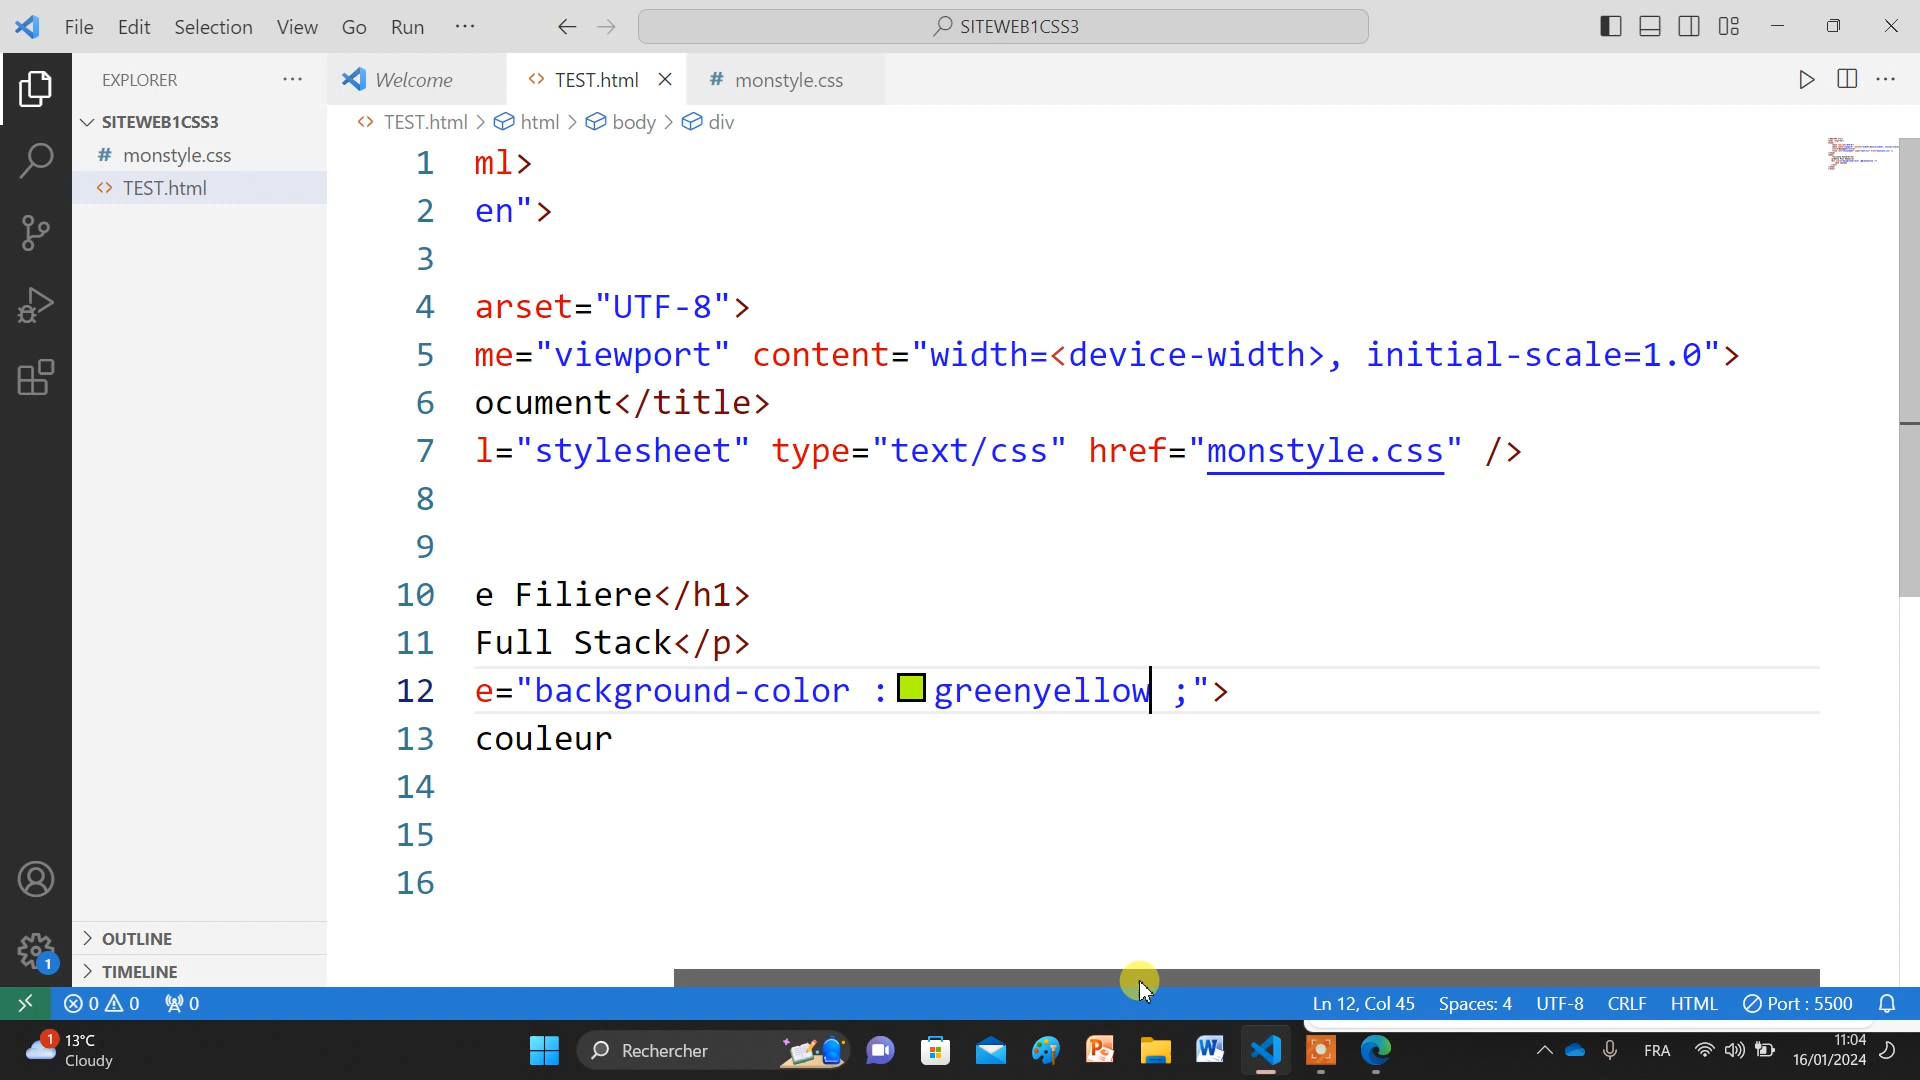 File Edit Selection View Go Run ···
SITEWEB1CSS3
EXPLORER ···
Welcome
TEST.html
# monstyle.css
SITEWEB1CSS3
# monstyle.css
TEST.html
TEST.html > html > body > div
1 ml>
2 en">
3
4 arset="UTF-8">
5 me="viewport" content="width=<device-width>, initial-scale=1.0">
6 ocument</title>
7 l="stylesheet" type="text/css" href="monstyle.css" />
8
9
10 e Filiere</h1>
11 Full Stack</p>
12 e="background-color :greenyellow ;">
13 couleur
14
15
16
OUTLINE
TIMELINE
1
0 0 0
Ln 12, Col 45 Spaces: 4 UTF-8 CRLF HTML Port : 5500
1
13°C
Cloudy
Rechercher
FRA
11:04
16/01/2024